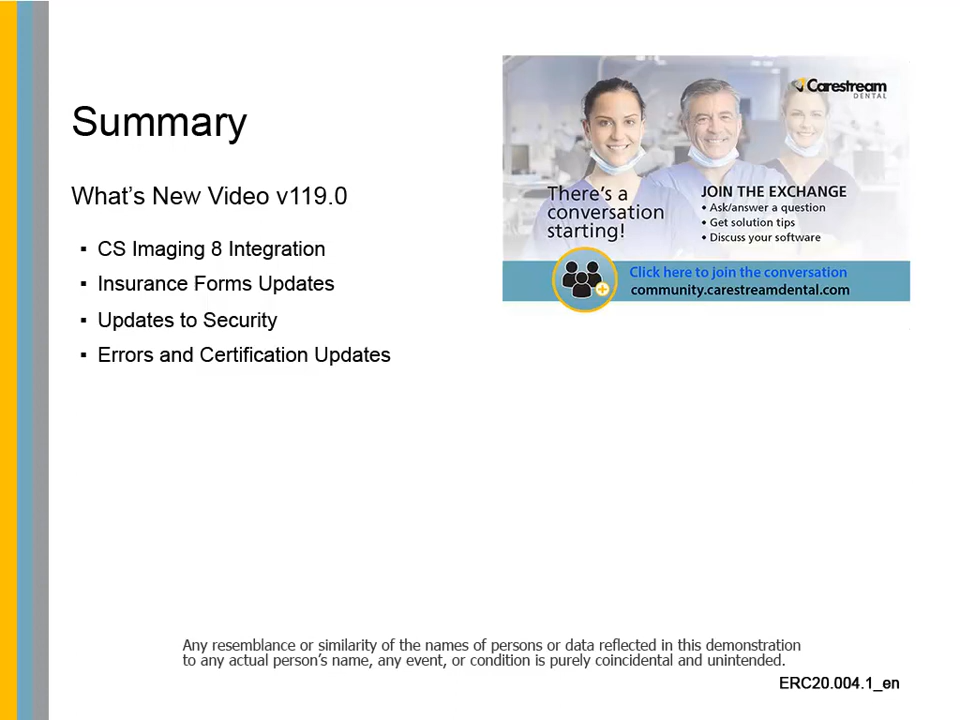 Summary
What's New Video v119.0
▪ CS Imaging 8 Integration
▪ Insurance Forms Updates
▪ Updates to Security
▪ Errors and Certification Updates
Carestream
DENTAL
There's a
conversation
starting!
JOIN THE EXCHANGE
• Ask/answer a question
• Get solution tips
• Discuss your software
Click here to join the conversation
community.carestreamdental.com
Any resemblance or similarity of the names of persons or data reflected in this demonstration
to any actual person's name, any event, or condition is purely coincidental and unintended.
ERC20.004.1_en